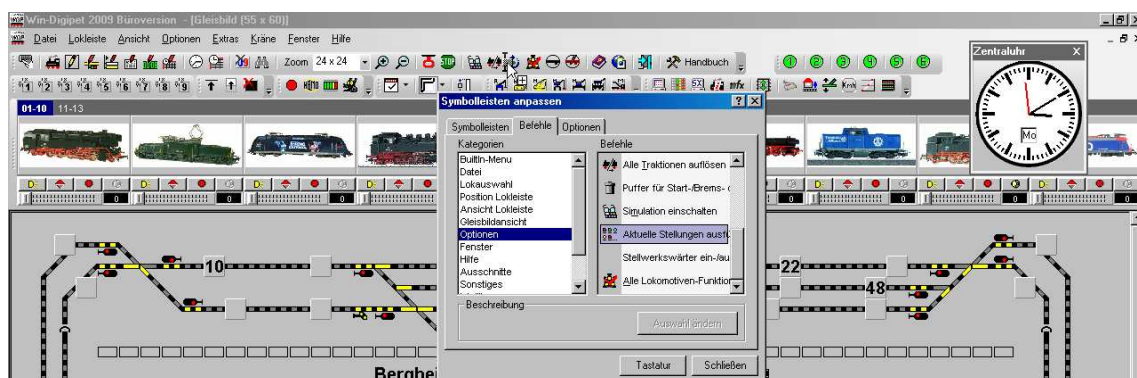 Win-Digipet 2009 Büroversion - [Gleisbild (55 x 60)]
Datei Lokleiste Ansicht Optionen Extras Kräne Fenster Hilfe
Zoom 24 x 24 STOP Handbuch
Zentraluhr X
Mo
01-10 11-13
Symbolleisten anpassen
Symbolleisten Befehle Optionen
Kategorien
BuiltIn-Menu
Datei
Lokauswahl
Position Lokleiste
Ansicht Lokleiste
Gleisbildansicht
Optionen
Fenster
Hilfe
Ausschnitte
Sonstiges
Befehle
Alle Traktionen auflösen
Puffer für Start-/Brems-
Simulation einschalten
Aktuelle Stellungen ausf
Stellwerkswärter ein-/au
Alle Lokomotiven-Funktion
Beschreibung
Auswahl ändern
Tastatur Schließen
10
22
48
Berghei